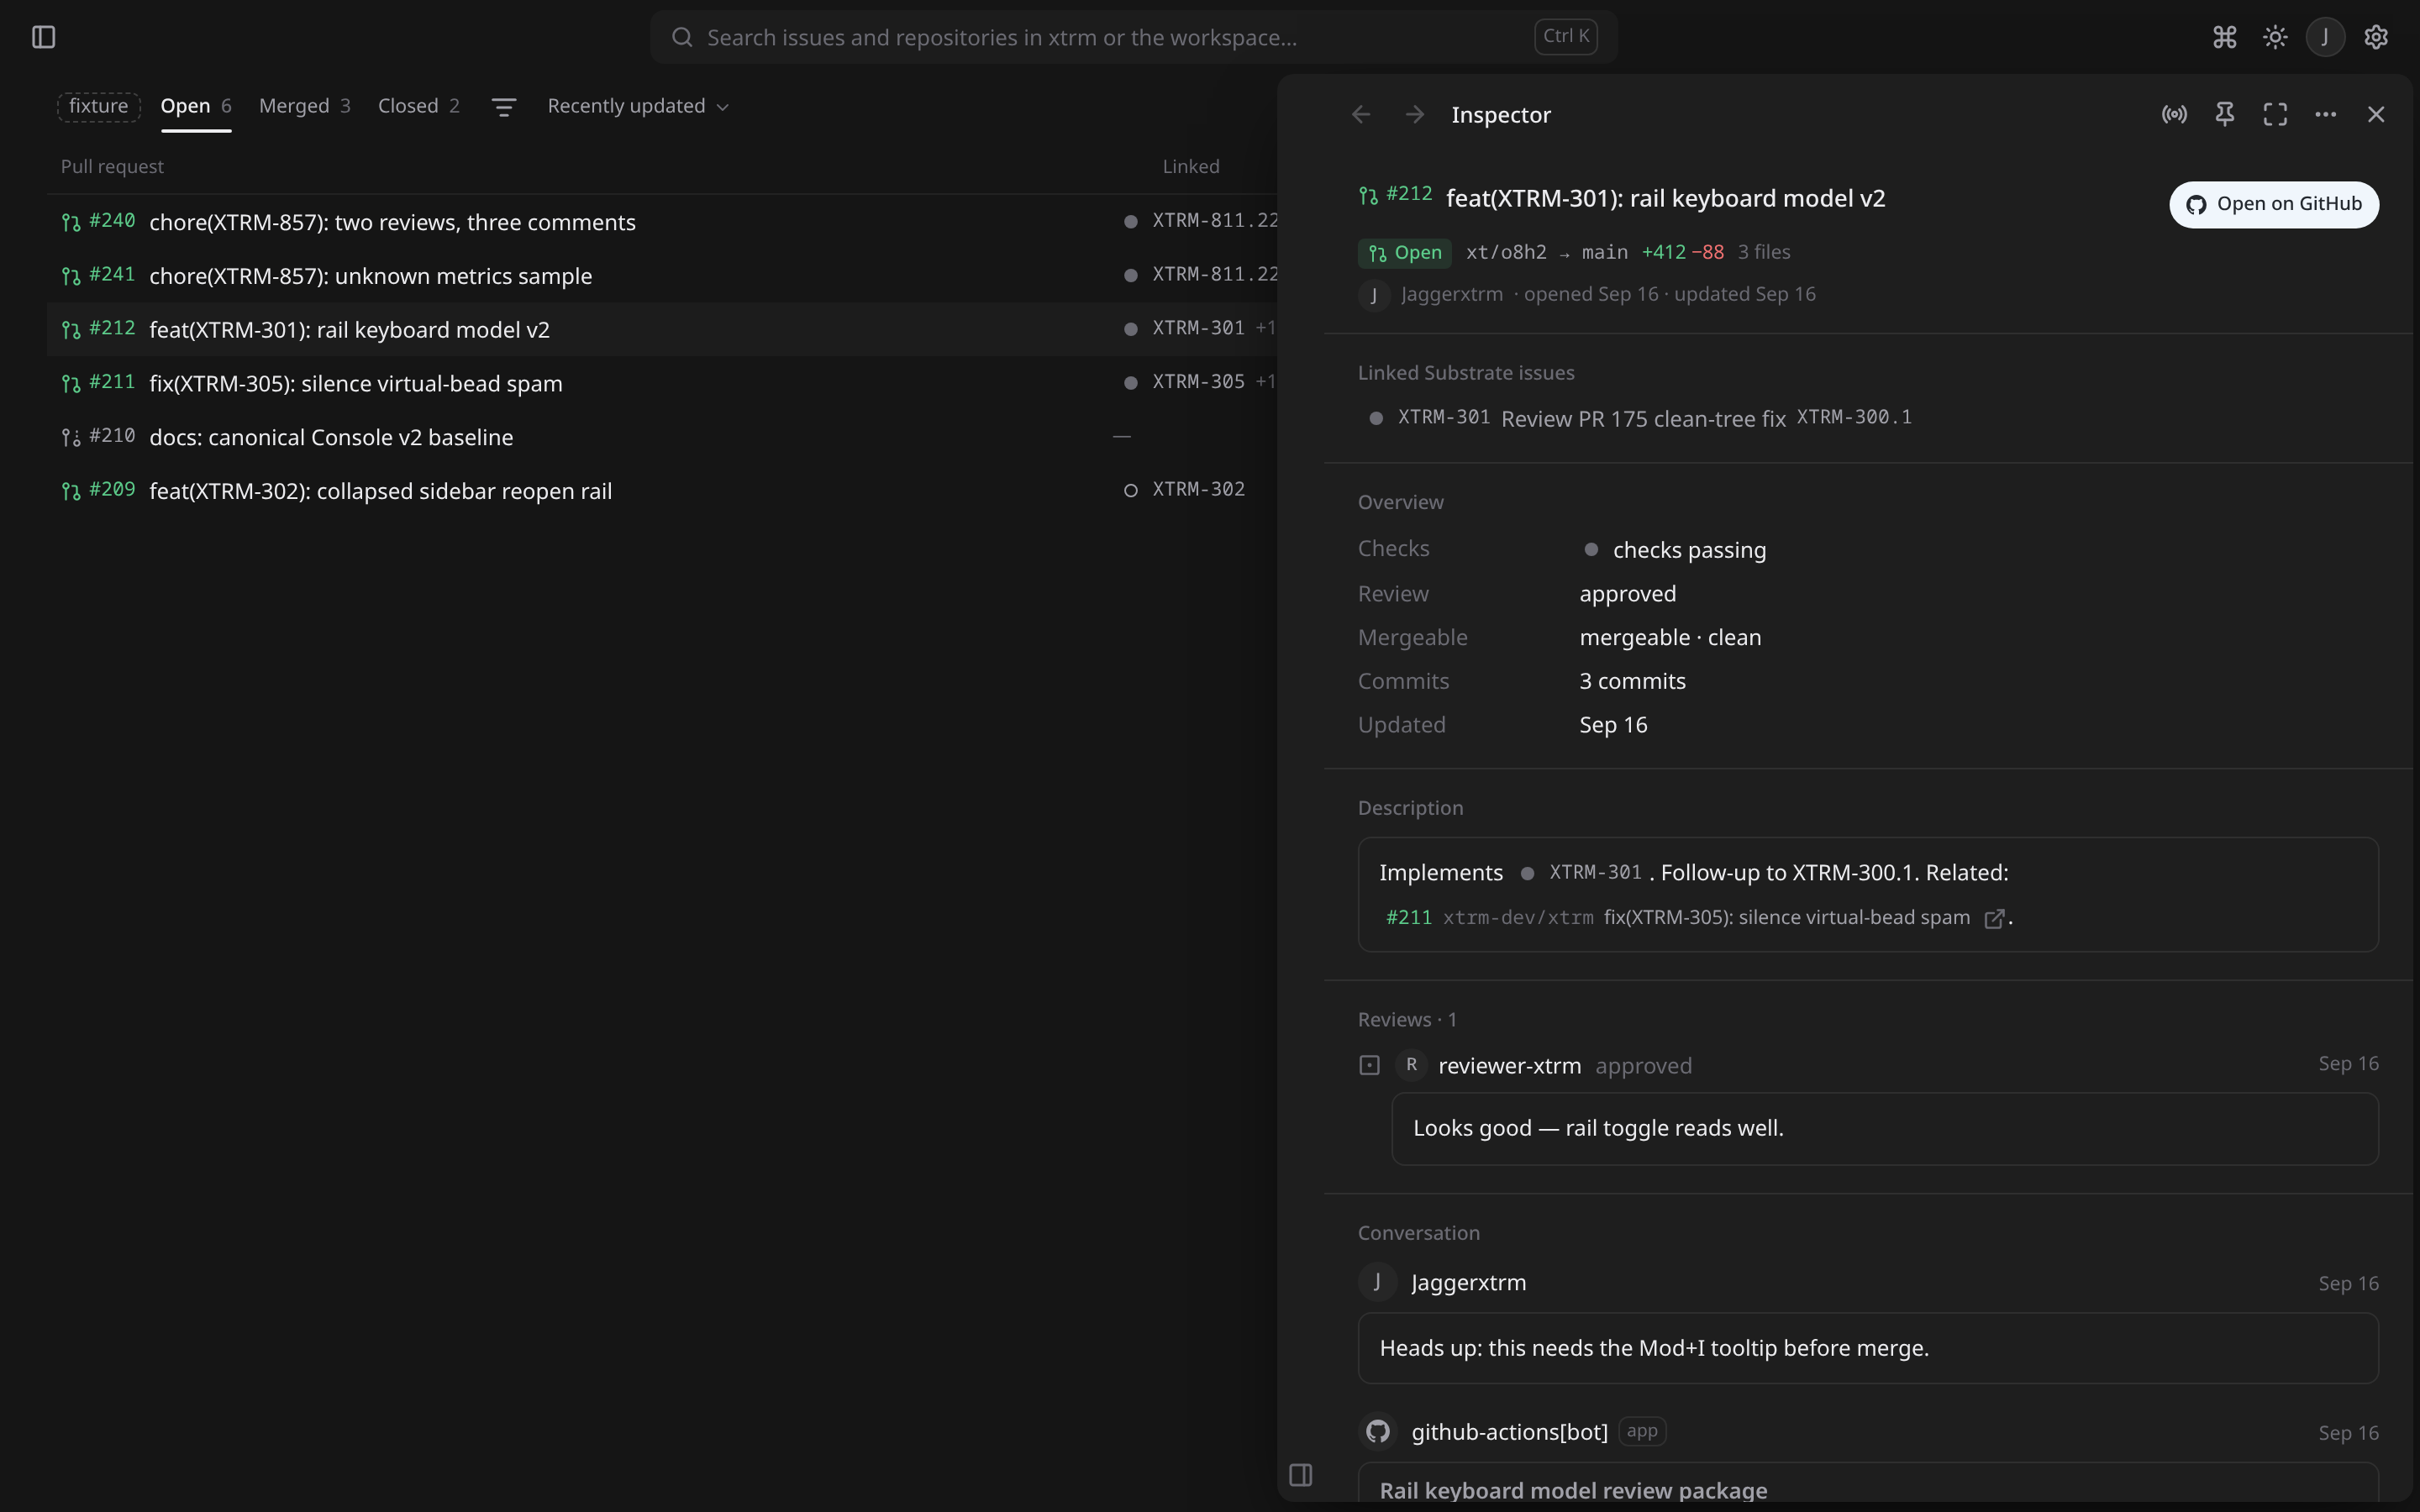 Search issues and repositories in xtrm or the workspace... Ctrl K
J
fixture Open 6 Merged 3 Closed 2 Recently updated
Pull request Linked
#240 chore(XTRM-857): two reviews, three comments XTRM-811.22
#241 chore(XTRM-857): unknown metrics sample XTRM-811.22
#212 feat(XTRM-301): rail keyboard model v2 XTRM-301 +1
#211 fix(XTRM-305): silence virtual-bead spam XTRM-305 +1
#210 docs: canonical Console v2 baseline —
#209 feat(XTRM-302): collapsed sidebar reopen rail XTRM-302
Inspector
#212 feat(XTRM-301): rail keyboard model v2 Open on GitHub
Open xt/o8h2 → main +412 −88 3 files
J Jaggerxtrm · opened Sep 16 · updated Sep 16
Linked Substrate issues
XTRM-301 Review PR 175 clean-tree fix XTRM-300.1
Overview
Checks checks passing
Review approved
Mergeable mergeable · clean
Commits 3 commits
Updated Sep 16
Description
Implements XTRM-301 . Follow-up to XTRM-300.1. Related:
#211 xtrm-dev/xtrm fix(XTRM-305): silence virtual-bead spam .
Reviews · 1
R reviewer-xtrm approved Sep 16
Looks good — rail toggle reads well.
Conversation
J Jaggerxtrm Sep 16
Heads up: this needs the Mod+I tooltip before merge.
github-actions[bot] app Sep 16
Rail keyboard model review package